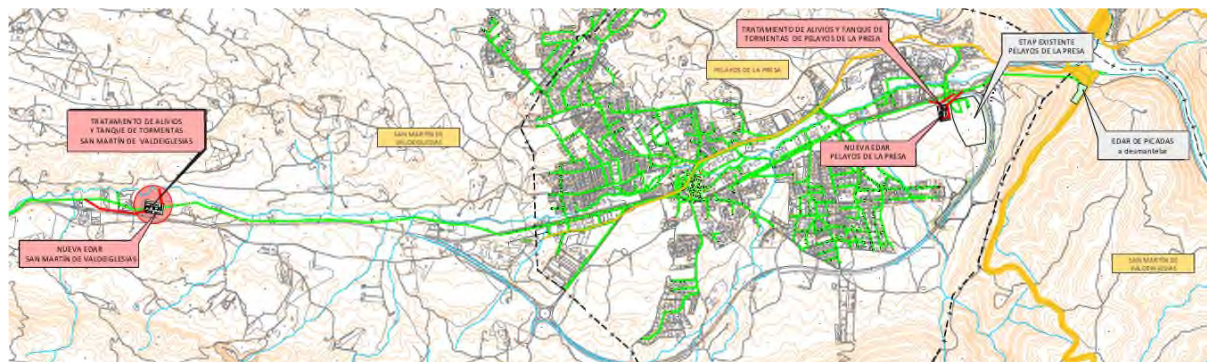 TRATAMIENTO DE ALIVIOS Y TANQUE DE
TORMENTAS DE PELAYOS DE LA PRESA
ETAP EXISTENTE
PELAYOS DE LA PRESA
PELAYOS DE LA PRESA
TRATAMIENTO DE ALIVIOS
Y TANQUE DE TORMENTAS
SAN MARTÍN DE VALDEIGLESIAS
SAN MARTÍN DE
VALDEIGLESIAS
NUEVA EDAR
PELAYOS DE LA PRESA
EDAR DE PICADAS
a desmantelar
NUEVA EDAR
SAN MARTÍN DE VALDEIGLESIAS
SAN MARTÍN DE
VALDEIGLESIAS